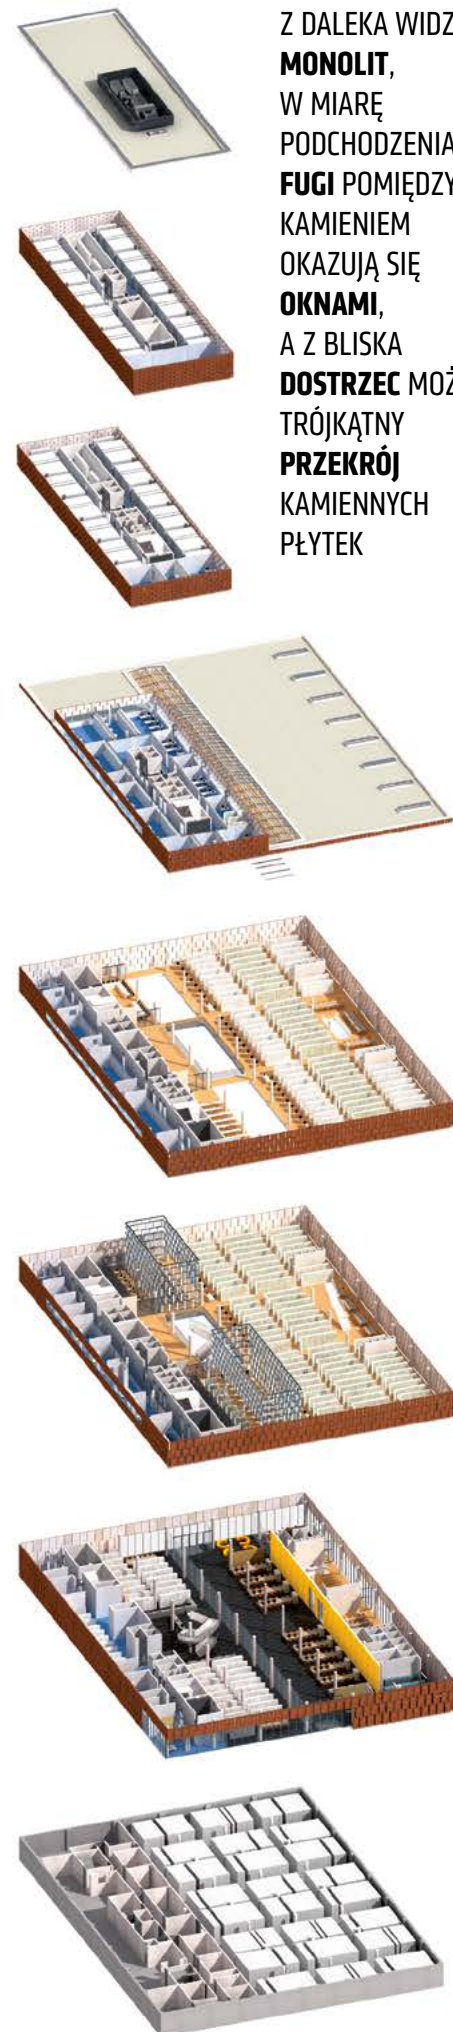 Z DALEKA WIDZ
MONOLIT,
W MIARĘ
PODCHODZENIA
FUGI POMIĘDZY
KAMIENIEM
OKAZUJĄ SIĘ
OKNAMI,
A Z BLISKA
DOSTRZEC MOŻ
TRÓJKĄTNY
PRZEKRÓJ
KAMIENNYCH
PŁYTEK